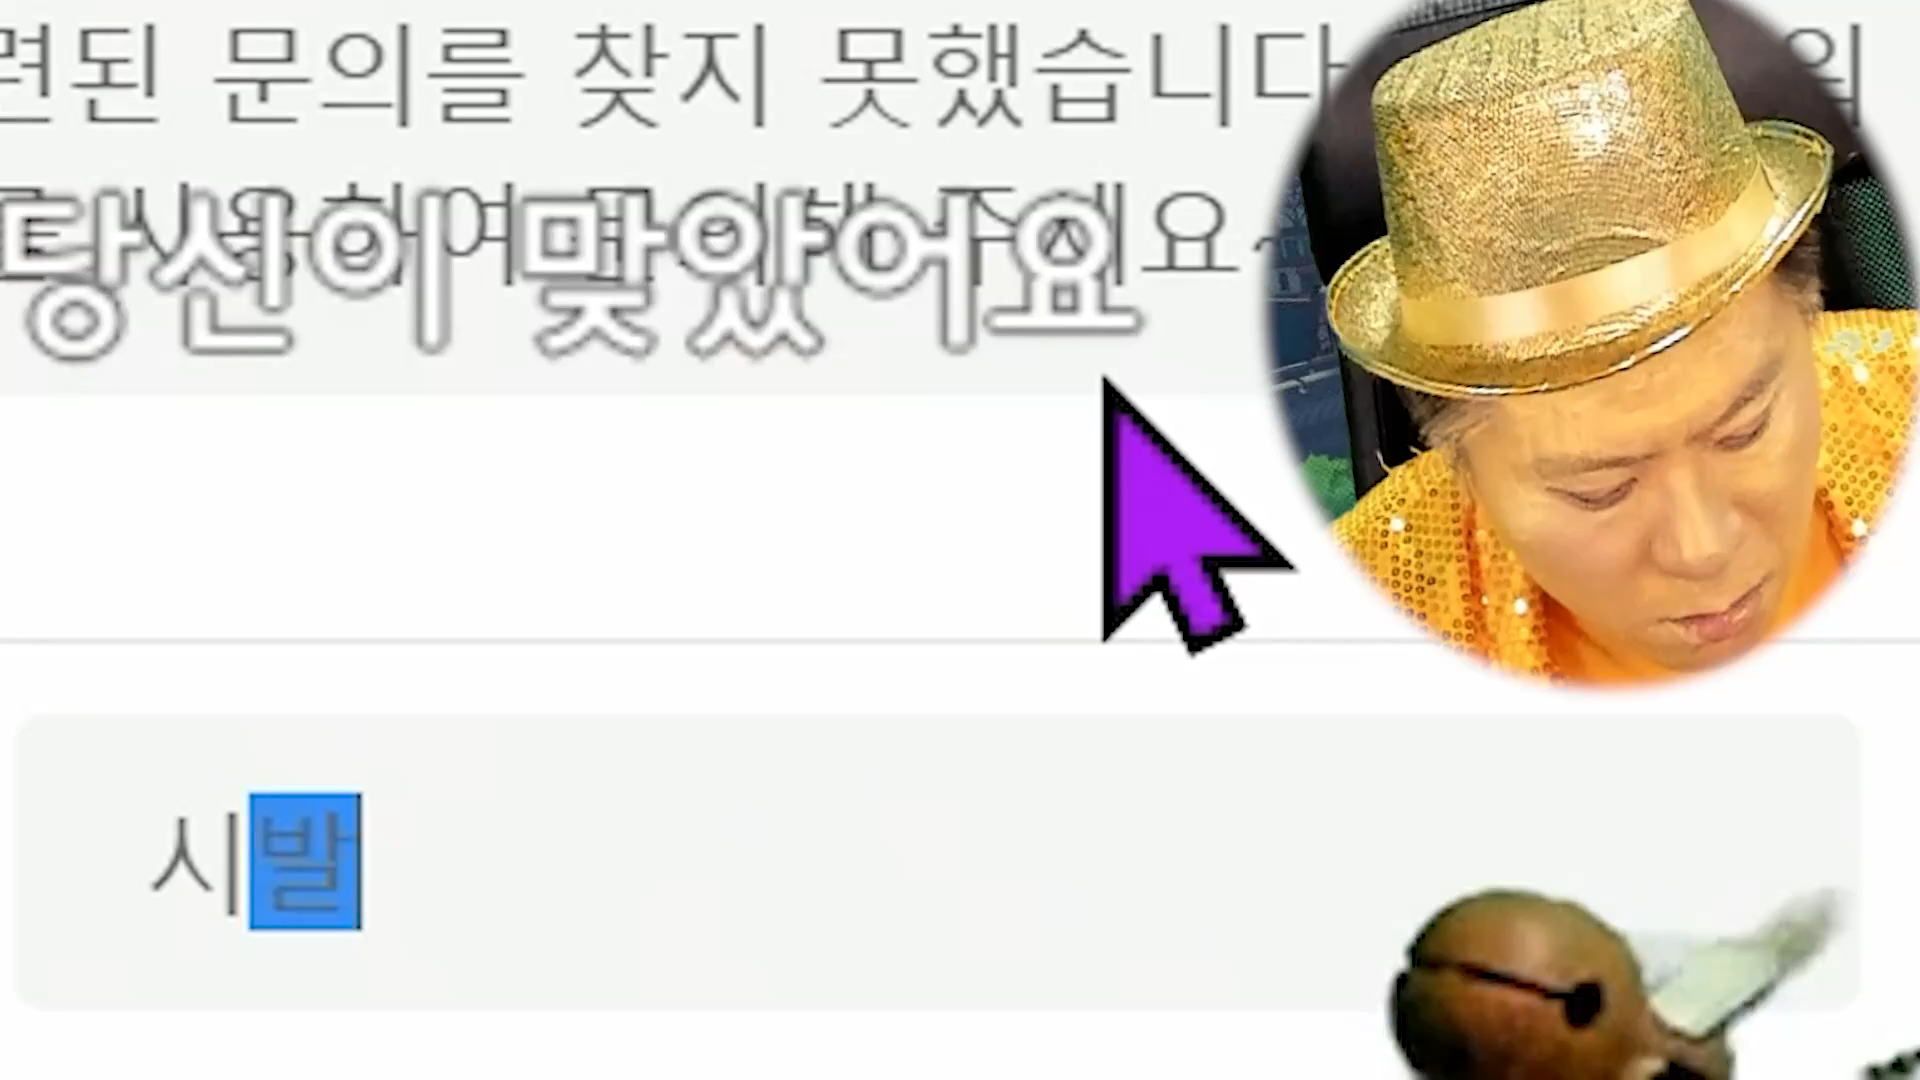 련된 문의를 찾지 못했습니다
당신이 맞았어요
요~
시발